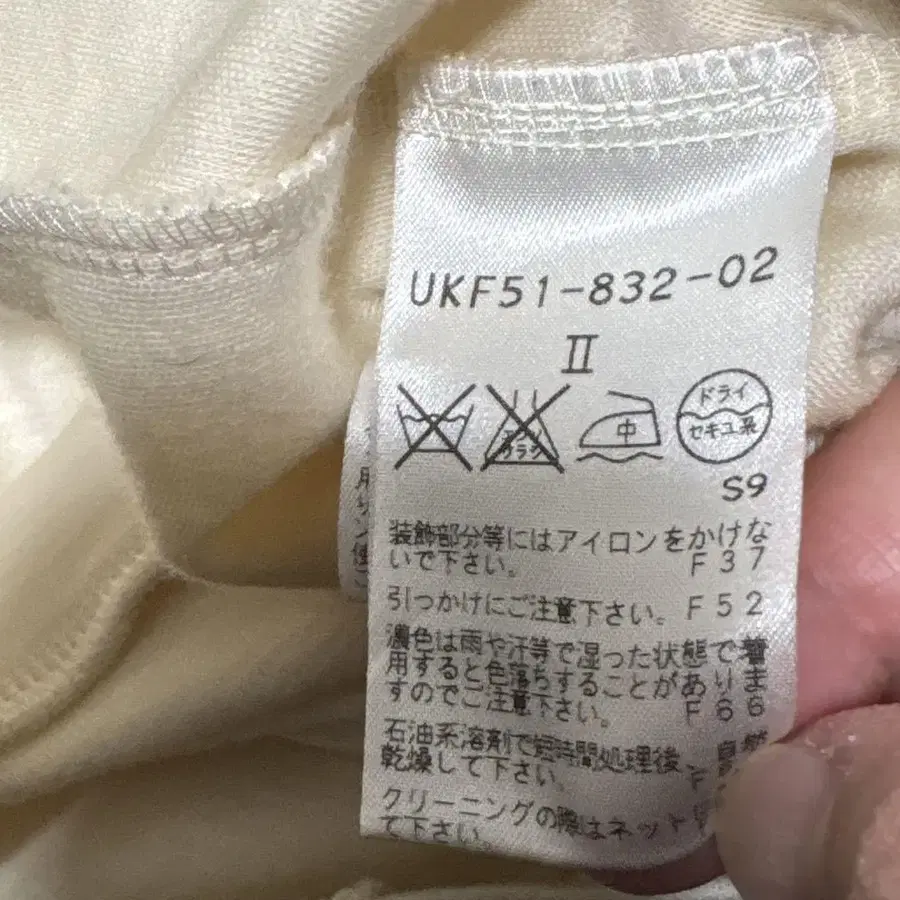 UKF51-832-02
II
エンソ
サラシ
中
ドライ
セキユ系
S9
装飾部分等にはアイロンをかけな
いで下さい。 F37
引っかけにご注意下さい。F52
濃色は雨や汗等で湿った状態で着
用すると色落ちすることがありま
すのでご注意下さい。 F66
石油系溶剤で短時間処理後、
乾燥して下さい。 F
クリーニングの際はネット
て下さい。